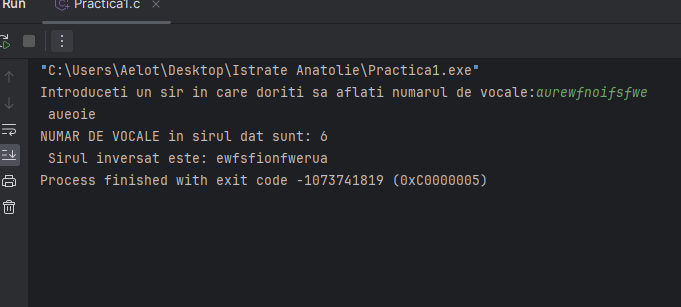 Run Practica1.c
"C:\Users\Aelot\Desktop\Istrate Anatolie\Practica1.exe"
Introduceti un sir in care doriti sa aflati numarul de vocale:aurewfnoifsfwe
aueoie
NUMAR DE VOCALE in sirul dat sunt: 6
Sirul inversat este: ewfsfionfwerua
Process finished with exit code -1073741819 (0xC0000005)